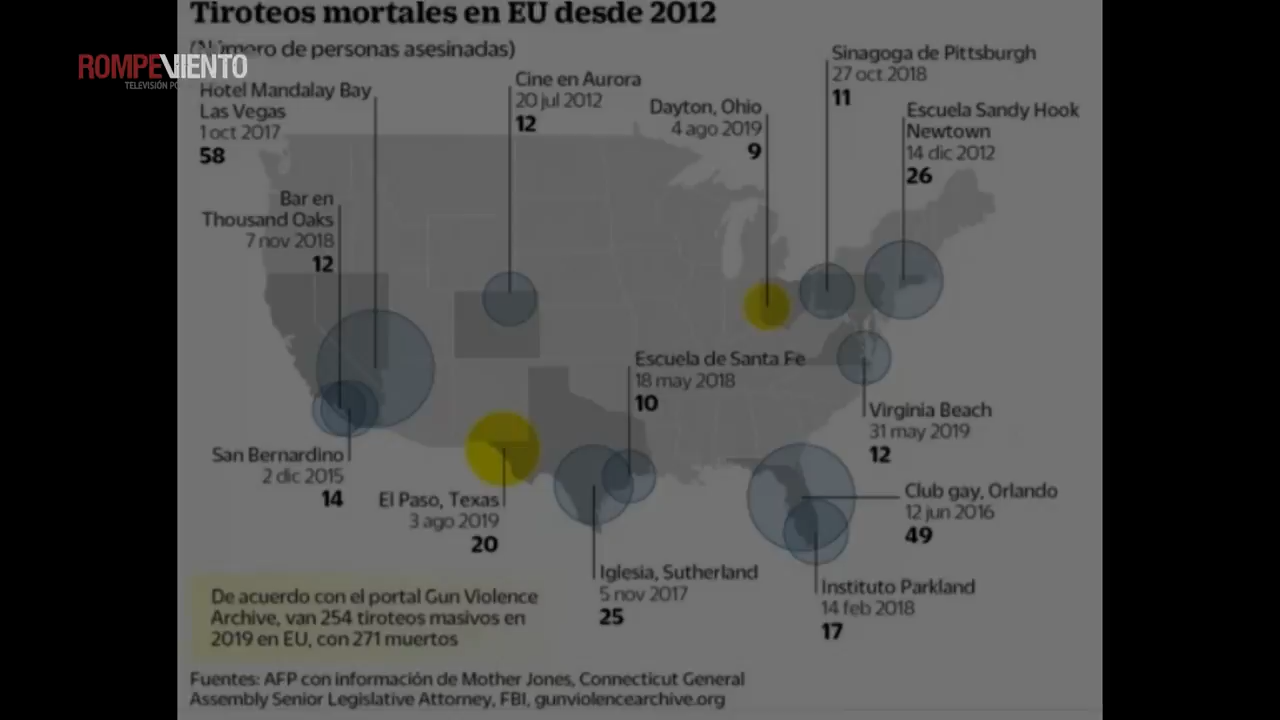 Tiroteos mortales en EU desde 2012
(Número de personas asesinadas)
ROMPEVIENTO
TELEVISIÓN
Hotel Mandalay Bay
Las Vegas
1 oct 2017
58
Cine en Aurora
20 jul 2012
12
Dayton, Ohio
4 ago 2019
9
Sinagoga de Pittsburgh
27 oct 2018
11
Escuela Sandy Hook
Newtown
14 dic 2012
26
Bar en
Thousand Oaks
7 nov 2018
12
Escuela de Santa Fe
18 may 2018
10
Virginia Beach
31 may 2019
12
San Bernardino
2 dic 2015
14
El Paso, Texas
3 ago 2019
20
Club gay, Orlando
12 jun 2016
49
Iglesia, Sutherland
5 nov 2017
25
Instituto Parkland
14 feb 2018
17
De acuerdo con el portal Gun Violence
Archive, van 254 tiroteos masivos en
2019 en EU, con 271 muertos
Fuentes: AFP con información de Mother Jones, Connecticut General
Assembly Senior Legislative Attorney, FBI, gunviolencearchive.org